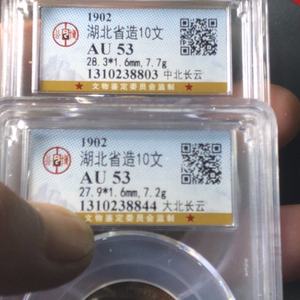 1902
湖北省造10文
AU 53
28.3*1.6mm,7.7g
1310238803 中北长云
★ 文物鉴定委员会监制 ★
1902
湖北省造10文
AU 53
27.9*1.6mm,7.2g
1310238844 大北长云
文物鉴定委员会监制 ★